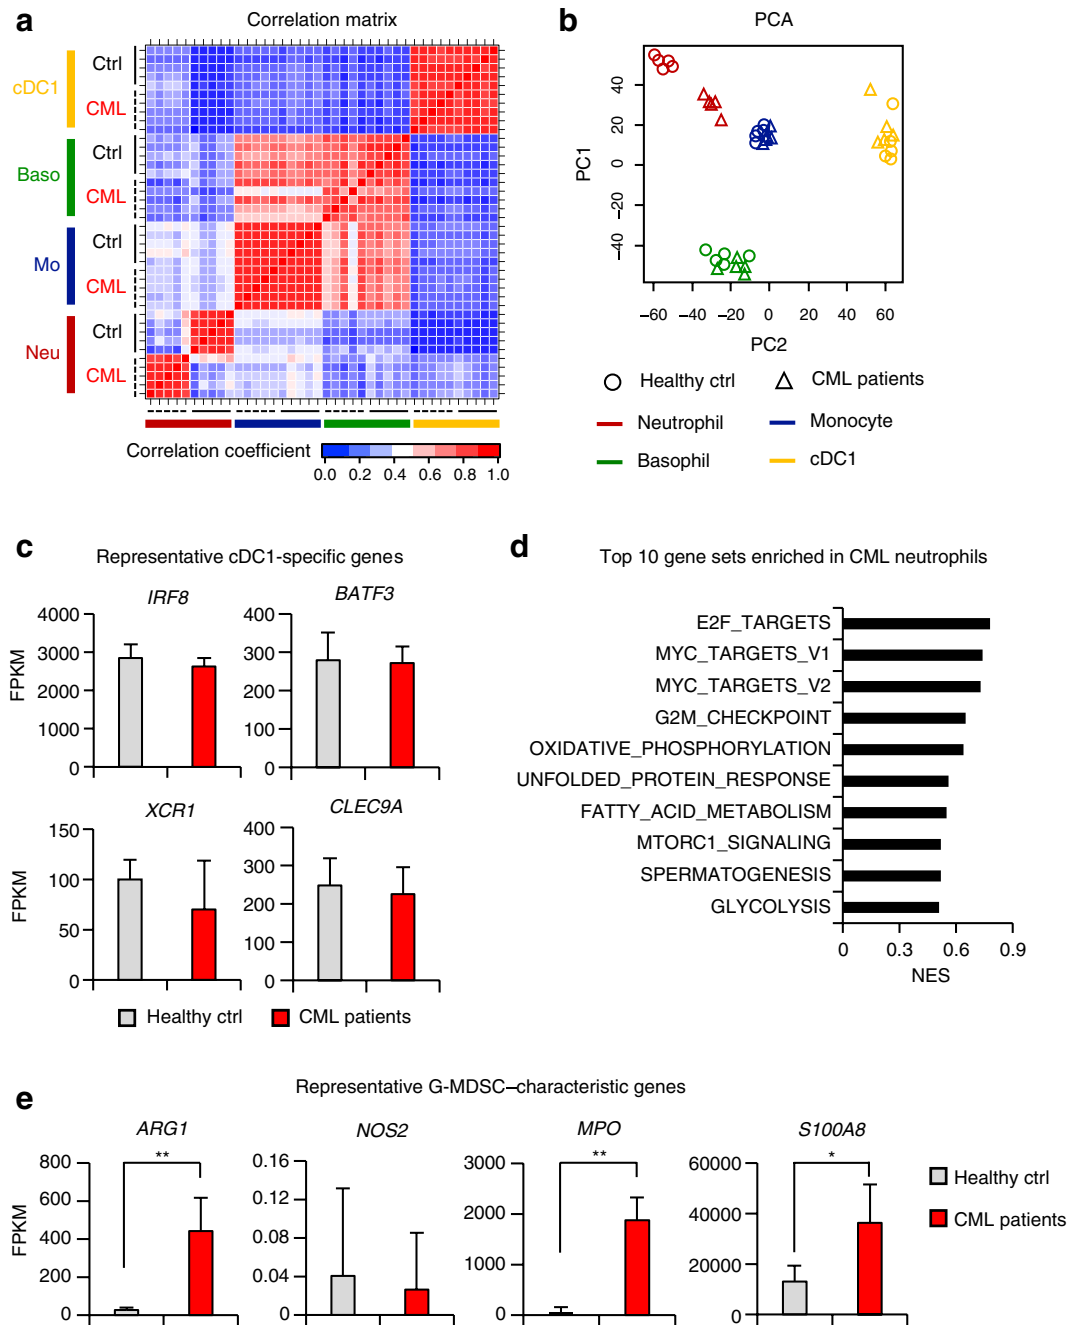 a
Correlation matrix
cDC1
Ctrl
CML
Baso
Ctrl
CML
Mo
Ctrl
CML
Neu
Ctrl
CML
Correlation coefficient
0.0 0.2 0.4 0.6 0.8 1.0
b
PCA
PC1
40
20
0
−20
−40
−60 −40 −20 0 20 40 60
PC2
Healthy ctrl
CML patients
Neutrophil
Monocyte
Basophil
cDC1
c
Representative cDC1-specific genes
IRF8
FPKM
4000
3000
2000
1000
0
BATF3
400
300
200
100
0
XCR1
FPKM
150
100
50
0
CLEC9A
400
300
200
100
0
Healthy ctrl
CML patients
d
Top 10 gene sets enriched in CML neutrophils
E2F_TARGETS
MYC_TARGETS_V1
MYC_TARGETS_V2
G2M_CHECKPOINT
OXIDATIVE_PHOSPHORYLATION
UNFOLDED_PROTEIN_RESPONSE
FATTY_ACID_METABOLISM
MTORC1_SIGNALING
SPERMATOGENESIS
GLYCOLYSIS
0 0.3 0.6 0.9
NES
e
Representative G-MDSC–characteristic genes
ARG1
FPKM
800
600
400
200
0
**
NOS2
0.16
0.12
0.08
0.04
0
MPO
3000
2000
1000
0
**
S100A8
60000
40000
20000
0
*
Healthy ctrl
CML patients